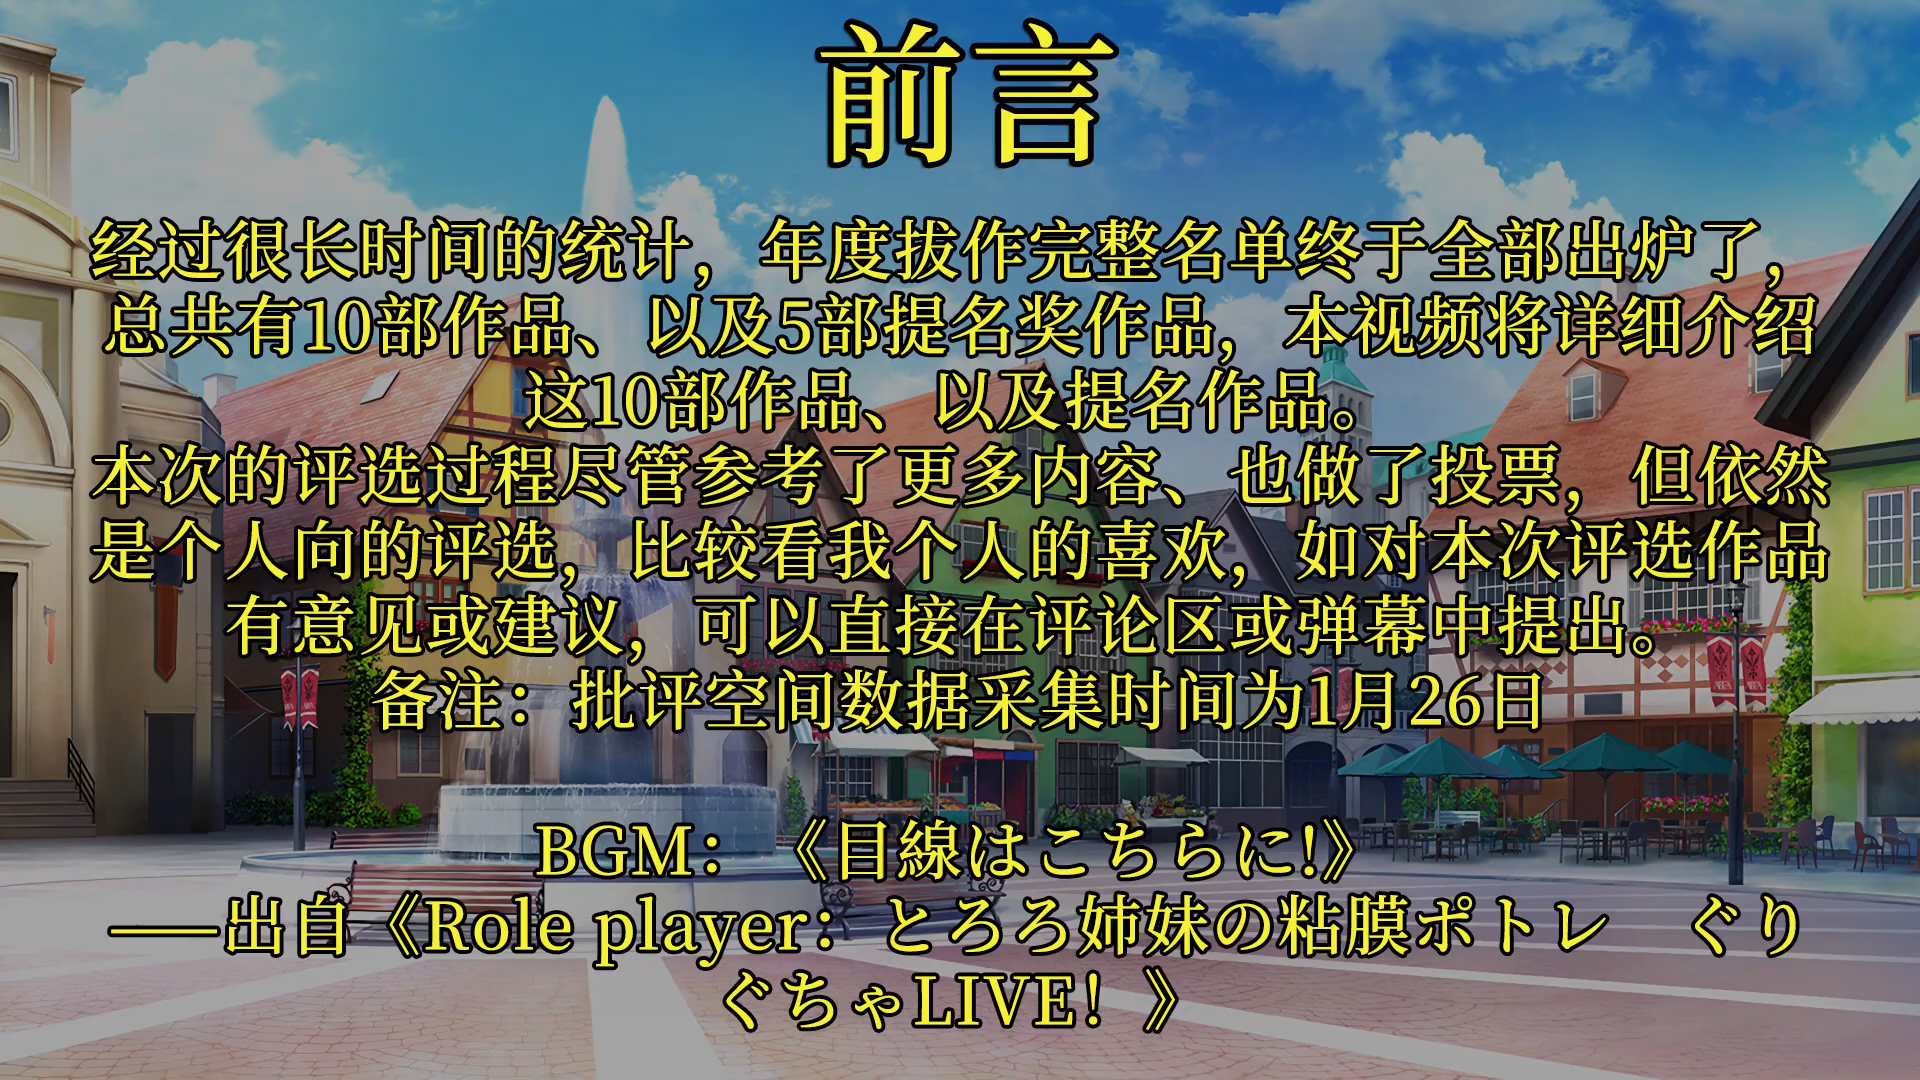 前言
经过很长时间的统计，年度拔作完整名单终于全部出炉了，
总共有10部作品、以及5部提名奖作品，本视频将详细介绍
这10部作品、以及提名作品。
本次的评选过程尽管参考了更多内容、也做了投票，但依然
是个人向的评选，比较看我个人的喜欢，如对本次评选作品
有意见或建议，可以直接在评论区或弹幕中提出。
备注：批评空间数据采集时间为1月26日
BGM：《目線はこちらに!》
——出自《Role player：とろろ姉妹の粘膜ポトレ　ぐり
ぐちゃLIVE！》